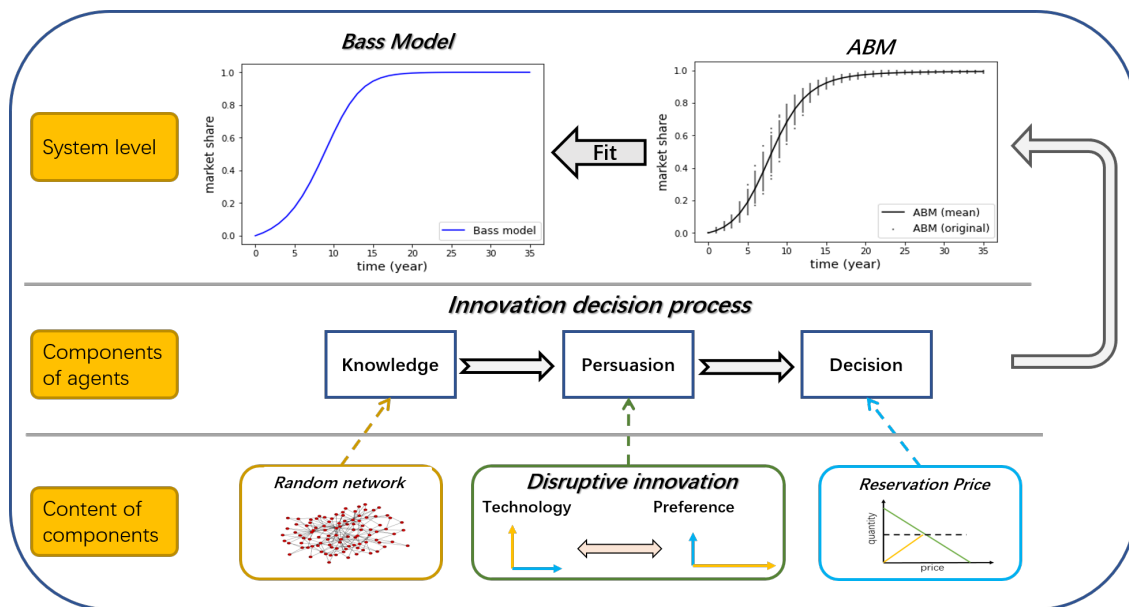 Bass Model
ABM
System level
market share
1.0
0.8
0.6
0.4
0.2
0.0
0
5
10
15
20
25
30
35
time (year)
Bass model
Fit
market share
1.0
0.8
0.6
0.4
0.2
0.0
0
5
10
15
20
25
30
35
time (year)
ABM (mean)
ABM (original)
Innovation decision process
Components
of agents
Knowledge
Persuasion
Decision
Content of
components
Random network
Disruptive innovation
Technology
Preference
Reservation Price
quantity
price